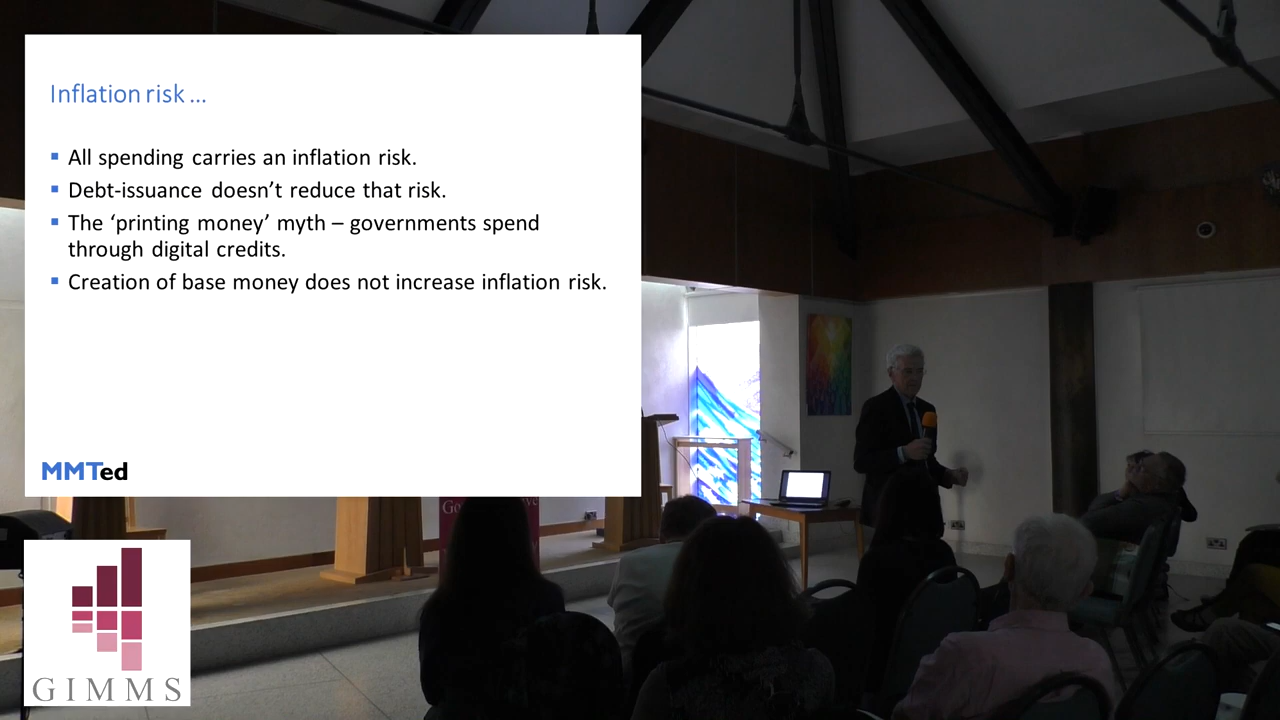 Inflation risk ...
▪ All spending carries an inflation risk.
▪ Debt-issuance doesn’t reduce that risk.
▪ The ‘printing money’ myth – governments spend
through digital credits.
▪ Creation of base money does not increase inflation risk.
MMTed
GIMMS